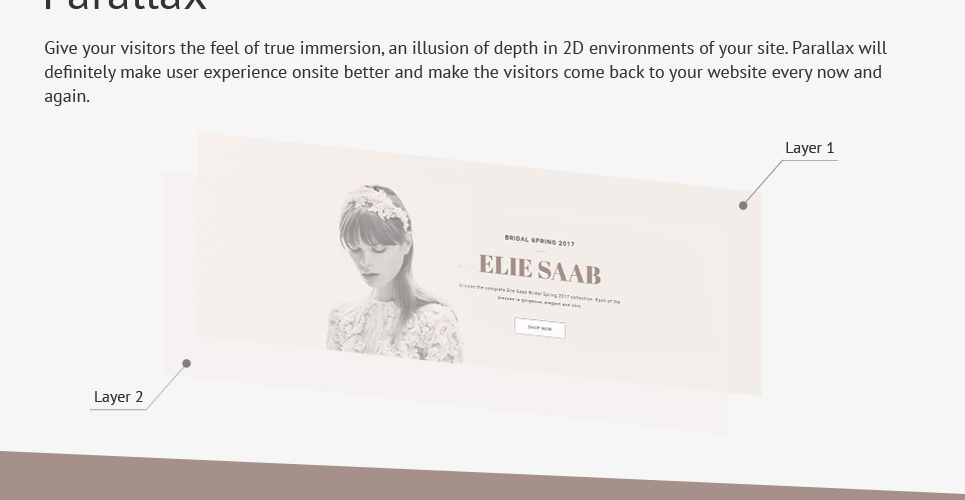 Parallax
Give your visitors the feel of true immersion, an illusion of depth in 2D environments of your site. Parallax will
definitely make user experience onsite better and make the visitors come back to your website every now and
again.
Layer 1
BRIDAL SPRING 2017
ELIE SAAB
Browse the complete Elie Saab Bridal Spring 2017 collection. Each of the
dresses is gorgeous, elegant and chic.
SHOP NOW
Layer 2